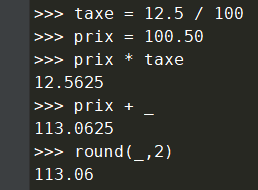 >>> taxe = 12.5 / 100
>>> prix = 100.50
>>> prix * taxe
12.5625
>>> prix + _
113.0625
>>> round(_,2)
113.06